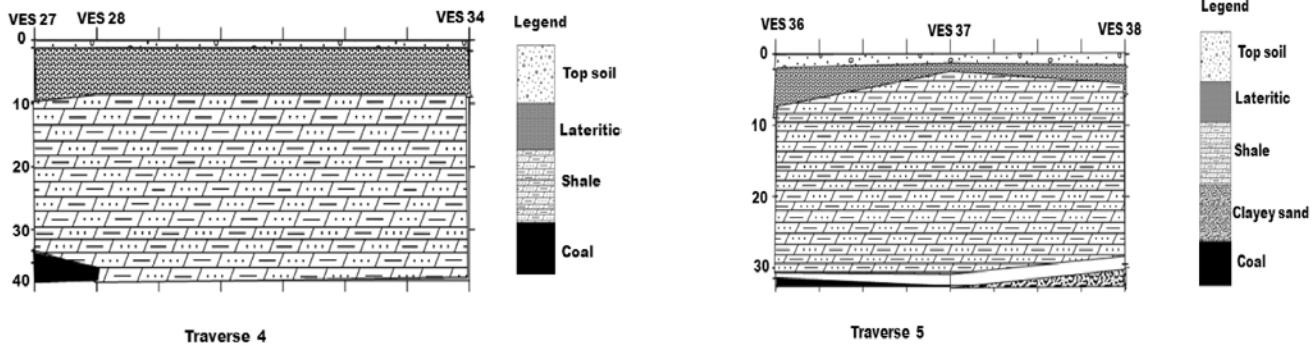 VES 27 VES 28 VES 34
0
10
20
30
40
Legend
Top soil
Lateritic
Shale
Coal
Traverse 4
VES 36 VES 37 VES 38
0
10
20
30
Legend
Top soil
Lateritic
Shale
Clayey sand
Coal
Traverse 5